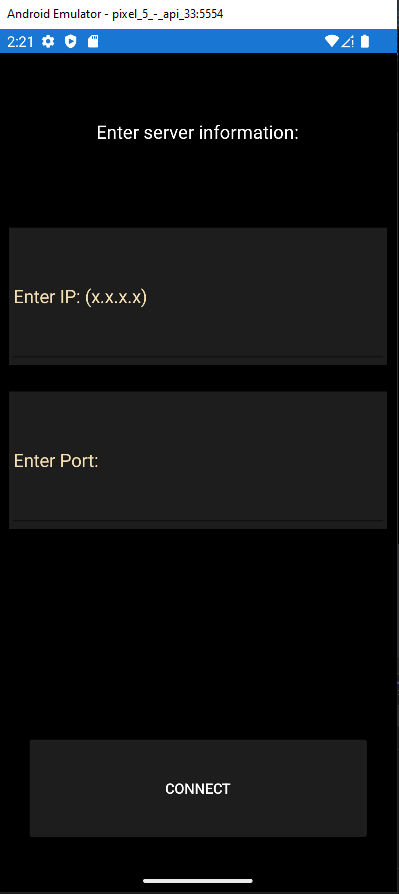 Android Emulator - pixel_5_-_api_33:5554
2:21
Enter server information:
Enter IP: (x.x.x.x)
Enter Port:
CONNECT